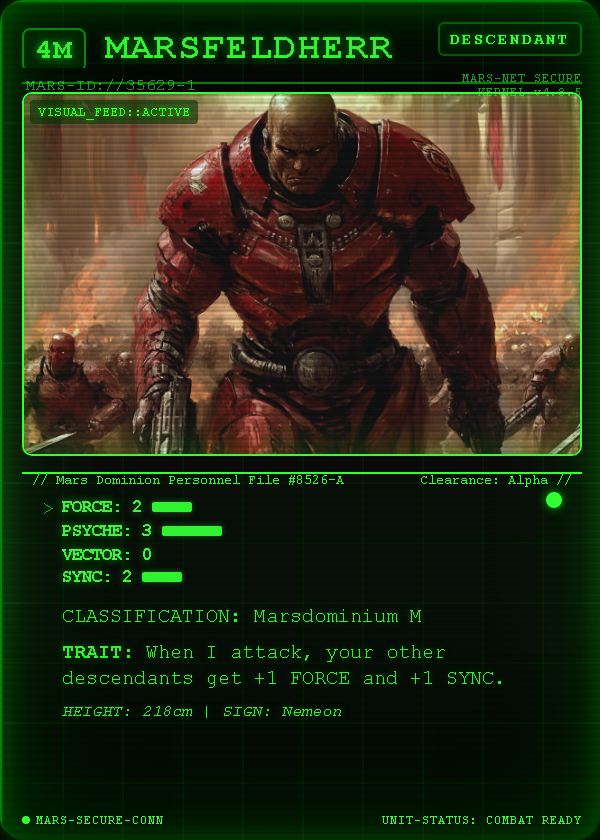 4M MARSFELDHERR DESCENDANT
MARS-ID://35629-1 MARS-NET SECURE
KERNEL v4.8.5
VISUAL_FEED::ACTIVE
// Mars Dominion Personnel File #8526-A Clearance: Alpha //
> FORCE: 2
PSYCHE: 3
VECTOR: 0
SYNC: 2
CLASSIFICATION: Marsdominium M
TRAIT: When I attack, your other
descendants get +1 FORCE and +1 SYNC.
HEIGHT: 218cm | SIGN: Nemeon
MARS-SECURE-CONN UNIT-STATUS: COMBAT READY